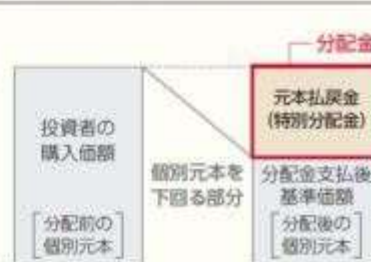 分配金
投資者の
購入価額
[分配前の
個別元本]
個別元本を
下回る部分
元本払戻金
(特別分配金)
分配金支払後
基準価額
[分配後の
個別元本]